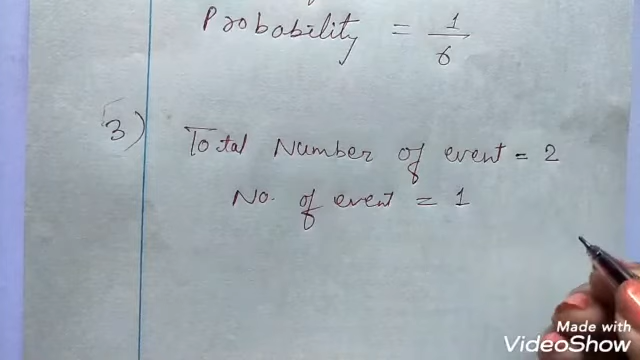 Probability = 1/6
3) Total Number of event = 2
No. of event = 1
Made with
VideoShow